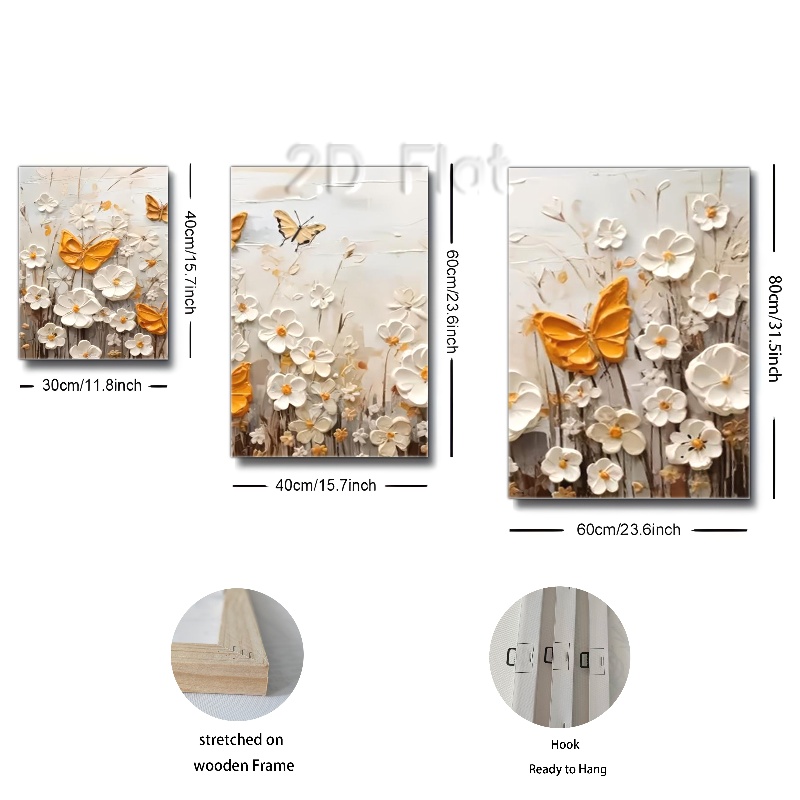 2D Flat
40cm/15.7inch
30cm/11.8inch
60cm/23.6inch
40cm/15.7inch
80cm/31.5inch
60cm/23.6inch
stretched on
wooden Frame
Hook
Ready to Hang